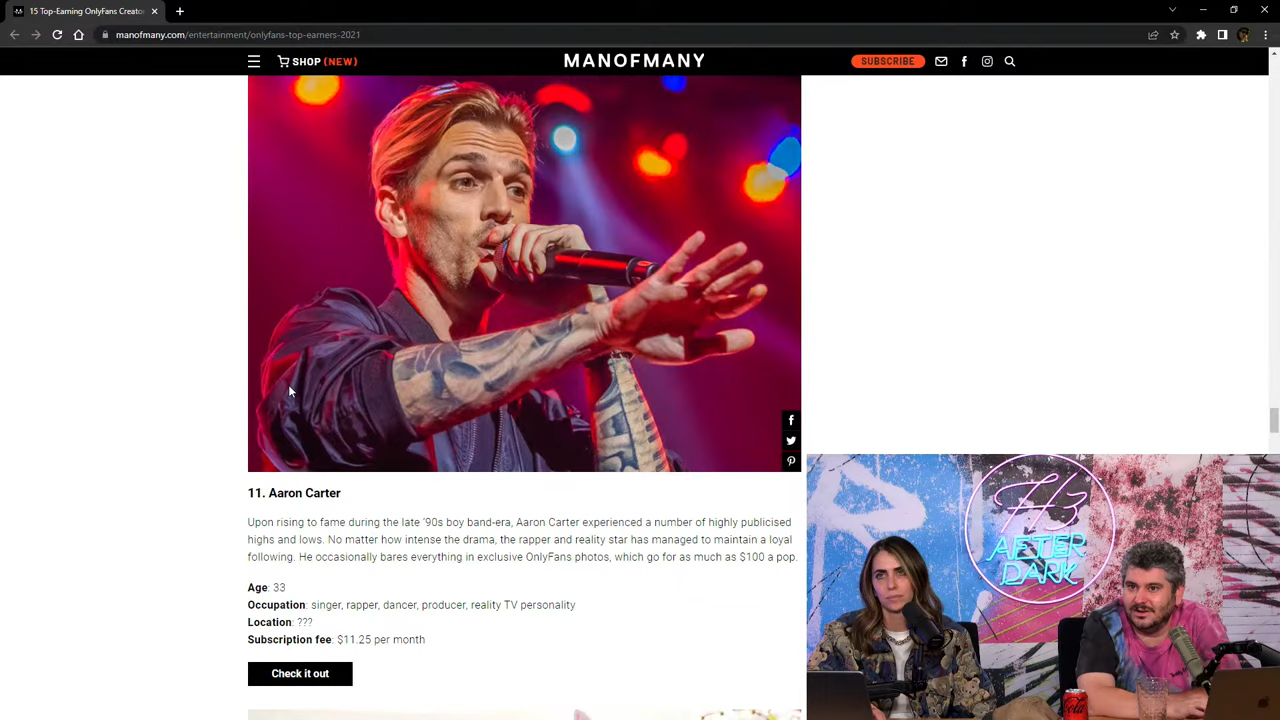 15 Top-Earning OnlyFans Creato
manofmany.com/entertainment/onlyfans-top-earners-2021
SHOP (NEW)
MANOFMANY
SUBSCRIBE
11. Aaron Carter
Upon rising to fame during the late '90s boy band-era, Aaron Carter experienced a number of highly publicised
highs and lows. No matter how intense the drama, the rapper and reality star has managed to maintain a loyal
following. He occasionally bares everything in exclusive OnlyFans photos, which go for as much as $100 a pop.
Age: 33
Occupation: singer, rapper, dancer, producer, reality TV personality
Location: ???
Subscription fee: $11.25 per month
Check it out
H3
AFTER
DARK